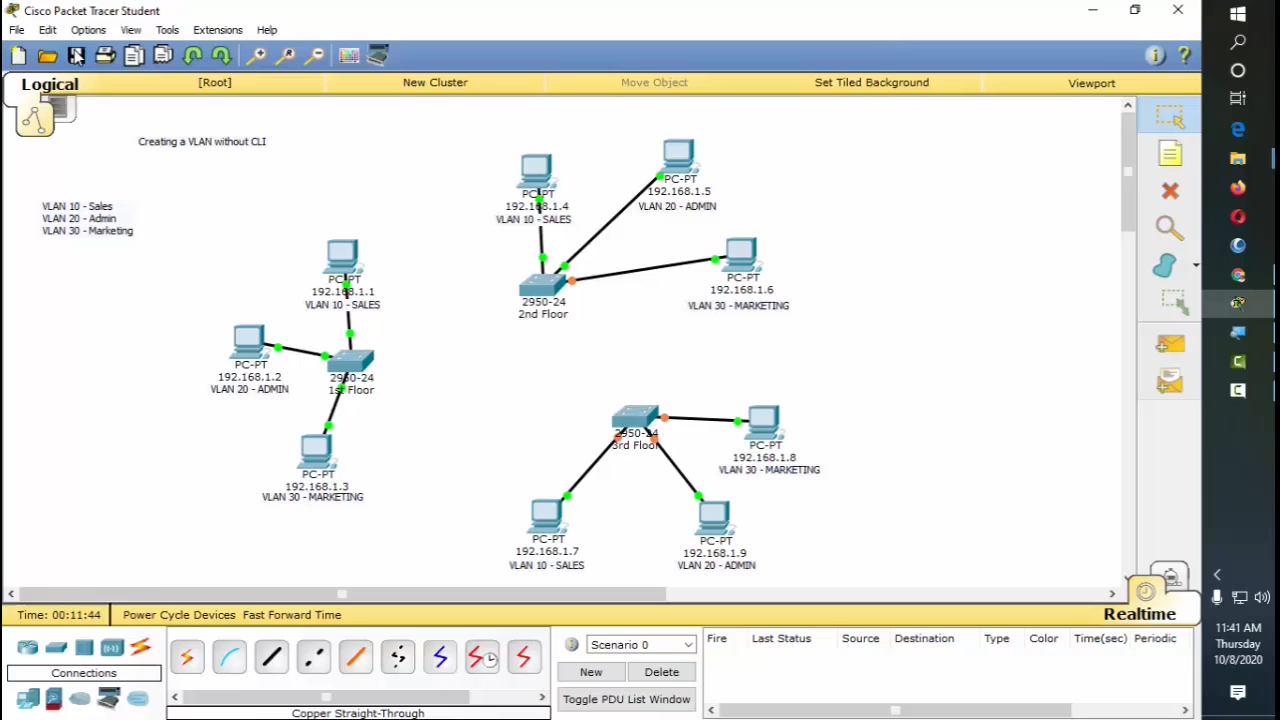 Cisco Packet Tracer Student
File Edit Options View Tools Extensions Help
Logical
[Root]
New Cluster
Move Object
Set Tiled Background
Viewport
Creating a VLAN without CLI
VLAN 10 - Sales
VLAN 20 - Admin
VLAN 30 - Marketing
PC-PT
192.168.1.1
VLAN 10 - SALES
PC-PT
192.168.1.2
VLAN 20 - ADMIN
2950-24
1st Floor
PC-PT
192.168.1.3
VLAN 30 - MARKETING
PC-PT
192.168.1.4
VLAN 10 - SALES
PC-PT
192.168.1.5
VLAN 20 - ADMIN
2950-24
2nd Floor
PC-PT
192.168.1.6
VLAN 30 - MARKETING
2950-24
3rd Floor
PC-PT
192.168.1.8
VLAN 30 - MARKETING
PC-PT
192.168.1.7
VLAN 10 - SALES
PC-PT
192.168.1.9
VLAN 20 - ADMIN
Time: 00:11:44
Power Cycle Devices Fast Forward Time
Realtime
Connections
Copper Straight-Through
Scenario 0
New
Delete
Toggle PDU List Window
Fire Last Status Source Destination Type Color Time(sec) Periodic
11:41 AM
Thursday
10/8/2020